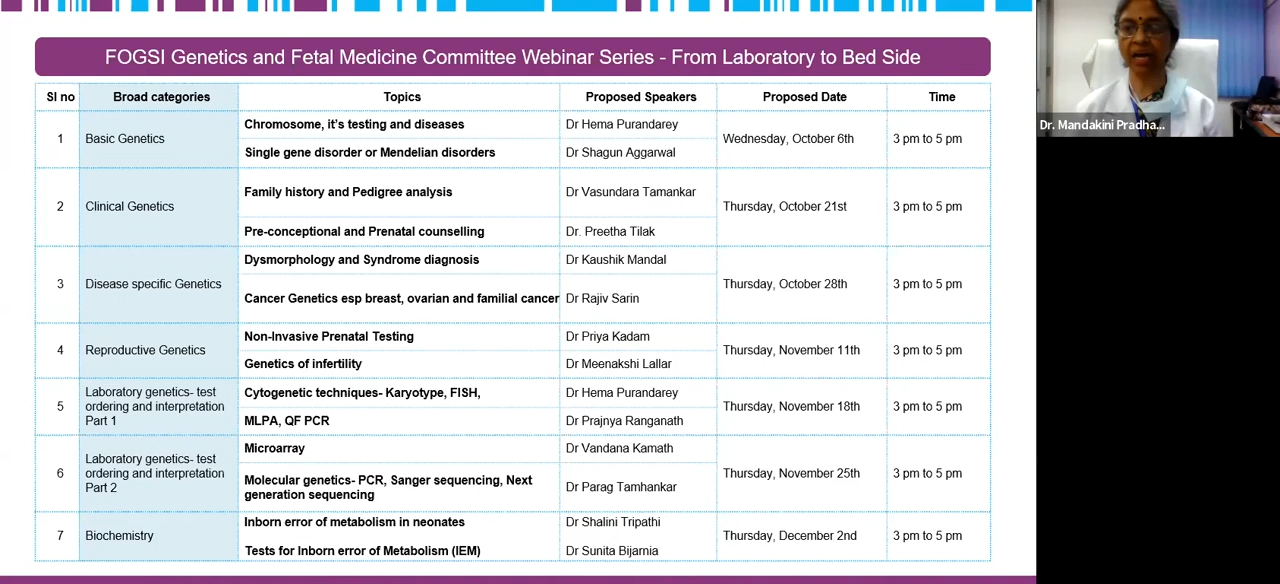 FOGSI Genetics and Fetal Medicine Committee Webinar Series - From Laboratory to Bed Side
Sl no Broad categories Topics Proposed Speakers Proposed Date Time
1 Basic Genetics Chromosome, it's testing and diseases Dr Hema Purandarey Wednesday, October 6th 3 pm to 5 pm
Single gene disorder or Mendelian disorders Dr Shagun Aggarwal
2 Clinical Genetics Family history and Pedigree analysis Dr Vasundara Tamankar Thursday, October 21st 3 pm to 5 pm
Pre-conceptional and Prenatal counselling Dr. Preetha Tilak
3 Disease specific Genetics Dysmorphology and Syndrome diagnosis Dr Kaushik Mandal Thursday, October 28th 3 pm to 5 pm
Cancer Genetics esp breast, ovarian and familial cancer Dr Rajiv Sarin
4 Reproductive Genetics Non-Invasive Prenatal Testing Dr Priya Kadam Thursday, November 11th 3 pm to 5 pm
Genetics of infertility Dr Meenakshi Lallar
5 Laboratory genetics- test
ordering and interpretation
Part 1
Cytogenetic techniques- Karyotype, FISH, Dr Hema Purandarey Thursday, November 18th 3 pm to 5 pm
MLPA, QF PCR Dr Prajnya Ranganath
6 Laboratory genetics- test
ordering and interpretation
Part 2
Microarray Dr Vandana Kamath Thursday, November 25th 3 pm to 5 pm
Molecular genetics- PCR, Sanger sequencing, Next
generation sequencing
Dr Parag Tamhankar
7 Biochemistry Inborn error of metabolism in neonates Dr Shalini Tripathi Thursday, December 2nd 3 pm to 5 pm
Tests for Inborn error of Metabolism (IEM) Dr Sunita Bijarnia
Dr. Mandakini Pradha...